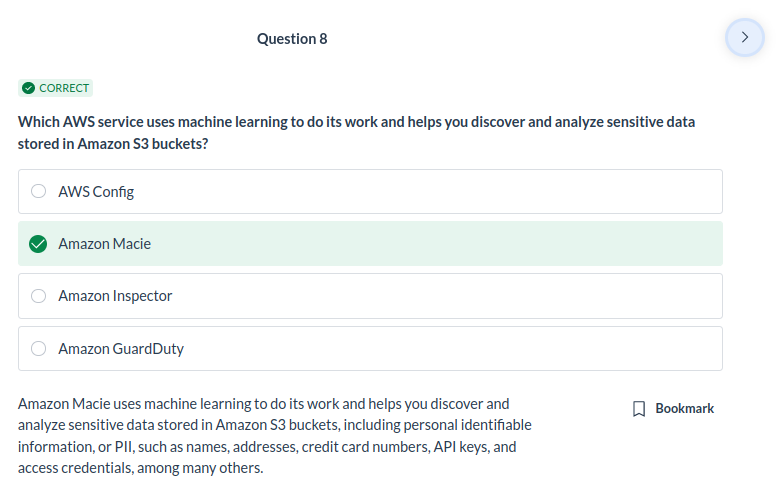 Question 8
CORRECT
Which AWS service uses machine learning to do its work and helps you discover and analyze sensitive data
stored in Amazon S3 buckets?
AWS Config
Amazon Macie
Amazon Inspector
Amazon GuardDuty
Amazon Macie uses machine learning to do its work and helps you discover and
analyze sensitive data stored in Amazon S3 buckets, including personal identifiable
information, or PII, such as names, addresses, credit card numbers, API keys, and
access credentials, among many others.
Bookmark